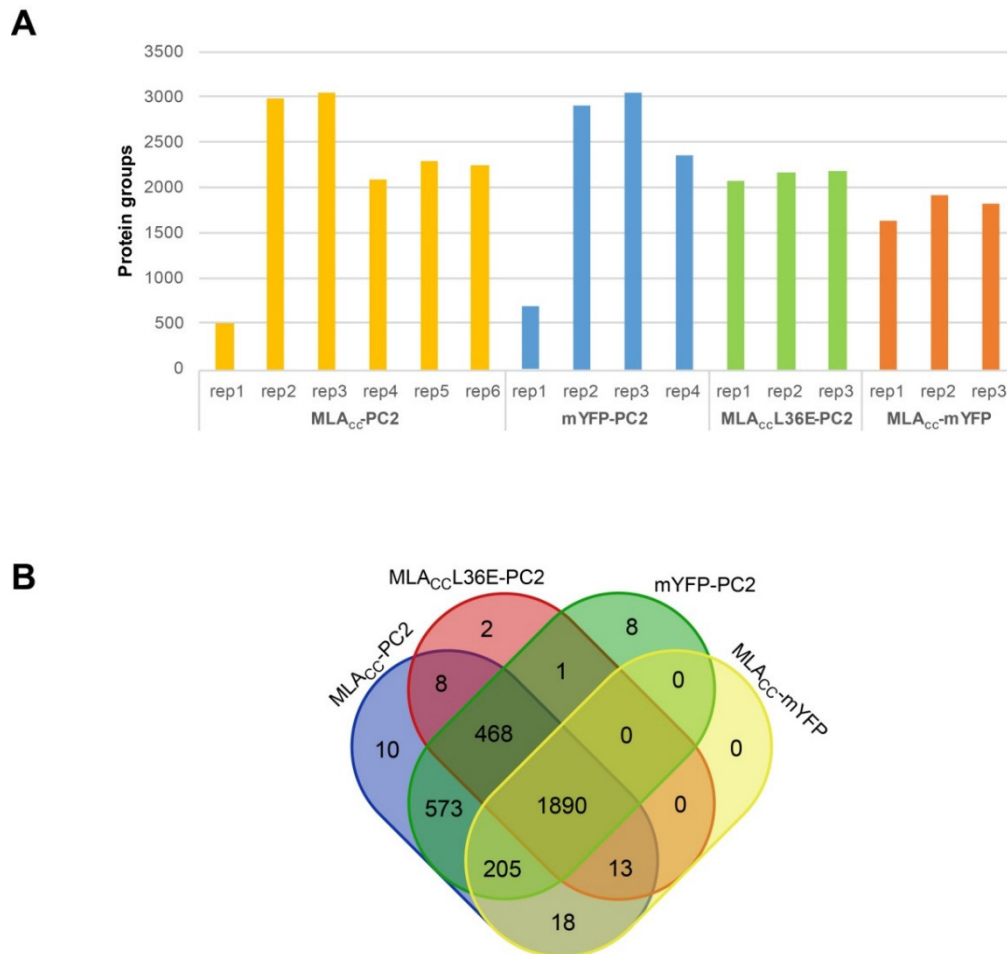 A
Protein groups
3500
3000
2500
2000
1500
1000
500
0
rep1 rep2 rep3 rep4 rep5 rep6 rep1 rep2 rep3 rep4 rep1 rep2 rep3 rep1 rep2 rep3
MLACC-PC2 mYFP-PC2 MLACCL36E-PC2 MLACC-mYFP
B
MLACCL36E-PC2 mYFP-PC2
MLACC-PC2 MLACC-mYFP
2 8
8 1 0
10 468 0 0
573 1890 0
205 13
18